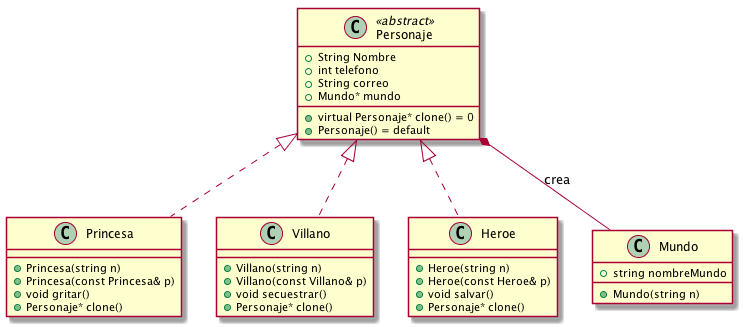 C
«abstract»
Personaje
String Nombre
int telefono
String correo
Mundo* mundo
virtual Personaje* clone() = 0
Personaje() = default
crea
C Princesa
Princesa(string n)
Princesa(const Princesa& p)
void gritar()
Personaje* clone()
C Villano
Villano(string n)
Villano(const Villano& p)
void secuestrar()
Personaje* clone()
C Heroe
Heroe(string n)
Heroe(const Heroe& p)
void salvar()
Personaje* clone()
C Mundo
string nombreMundo
Mundo(string n)